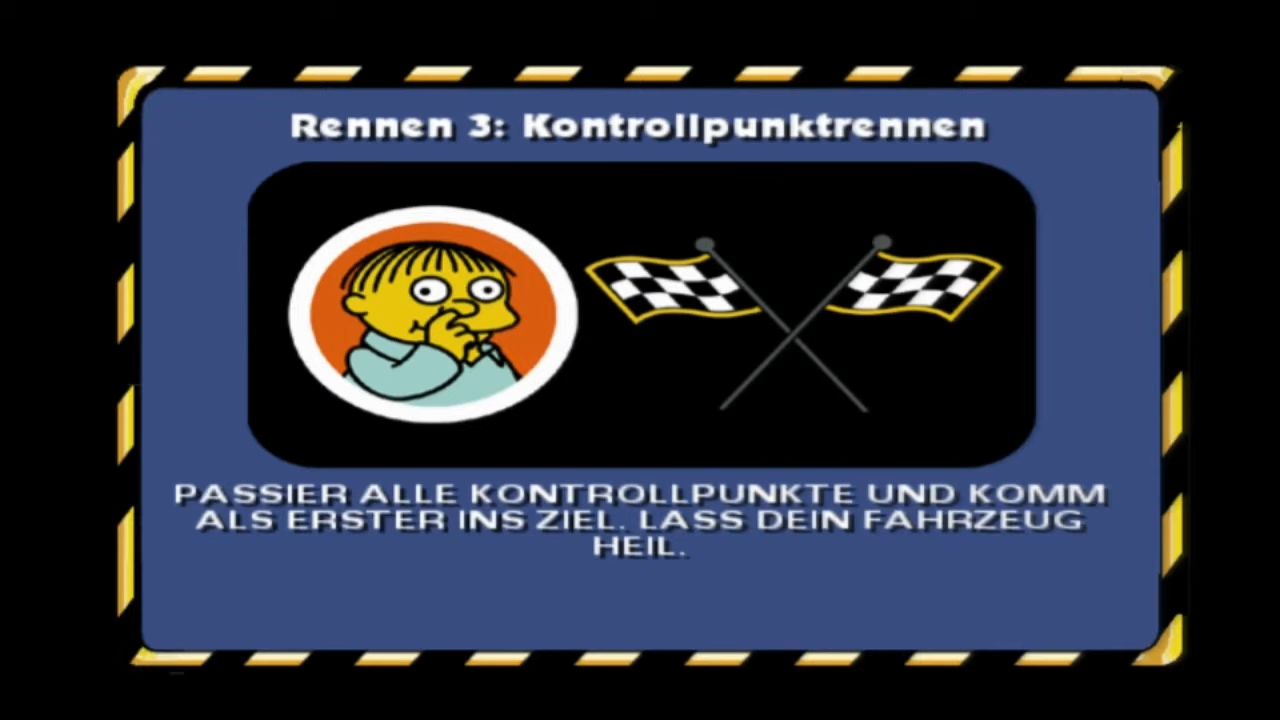 Rennen 3: Kontrollpunktrennen
PASSIER ALLE KONTROLLPUNKTE UND KOMM
ALS ERSTER INS ZIEL. LASS DEIN FAHRZEUG
HEIL.